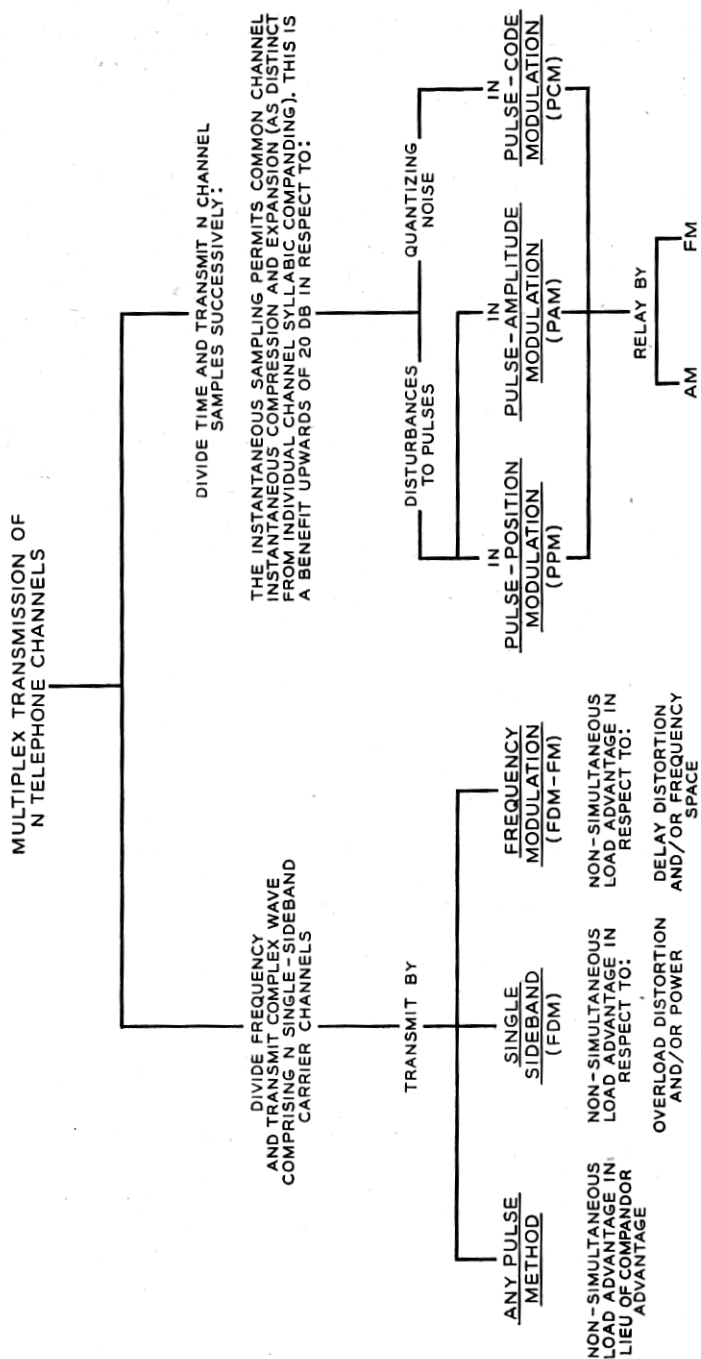 MULTIPLEX TRANSMISSION OF
N TELEPHONE CHANNELS
DIVIDE FREQUENCY
AND TRANSMIT COMPLEX WAVE
COMPRISING N SINGLE-SIDEBAND
CARRIER CHANNELS
TRANSMIT BY
ANY PULSE
METHOD
NON-SIMULTANEOUS
LOAD ADVANTAGE IN
LIEU OF COMPANDOR
ADVANTAGE
SINGLE
SIDEBAND
(FDM)
NON-SIMULTANEOUS
LOAD ADVANTAGE IN
RESPECT TO:
OVERLOAD DISTORTION
AND/OR POWER
FREQUENCY
MODULATION
(FDM-FM)
NON-SIMULTANEOUS
LOAD ADVANTAGE IN
RESPECT TO:
DELAY DISTORTION
AND/OR FREQUENCY
SPACE
DIVIDE TIME AND TRANSMIT N CHANNEL
SAMPLES SUCCESSIVELY:
THE INSTANTANEOUS SAMPLING PERMITS COMMON CHANNEL
INSTANTANEOUS COMPRESSION AND EXPANSION (AS DISTINCT
FROM INDIVIDUAL CHANNEL SYLLABIC COMPANDING). THIS IS
A BENEFIT UPWARDS OF 20 DB IN RESPECT TO:
DISTURBANCES
TO PULSES
QUANTIZING
NOISE
IN
PULSE-POSITION
MODULATION
(PPM)
IN
PULSE-AMPLITUDE
MODULATION
(PAM)
IN
PULSE-CODE
MODULATION
(PCM)
RELAY BY
AM
FM